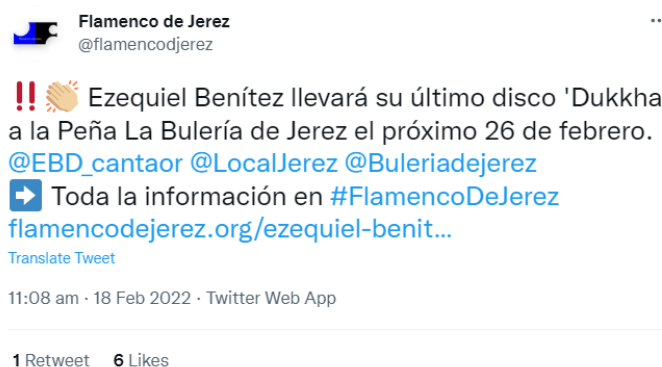 Flamenco de Jerez
@flamencodjerez
‼️👏🏼 Ezequiel Benítez llevará su último disco 'Dukkha
a la Peña La Bulería de Jerez el próximo 26 de febrero.
@EBD_cantaor @LocalJerez @Buleriadejerez
➡️ Toda la información en #FlamencoDeJerez
flamencodejerez.org/ezequiel-benit...
Translate Tweet
11:08 am · 18 Feb 2022 · Twitter Web App
1 Retweet 6 Likes